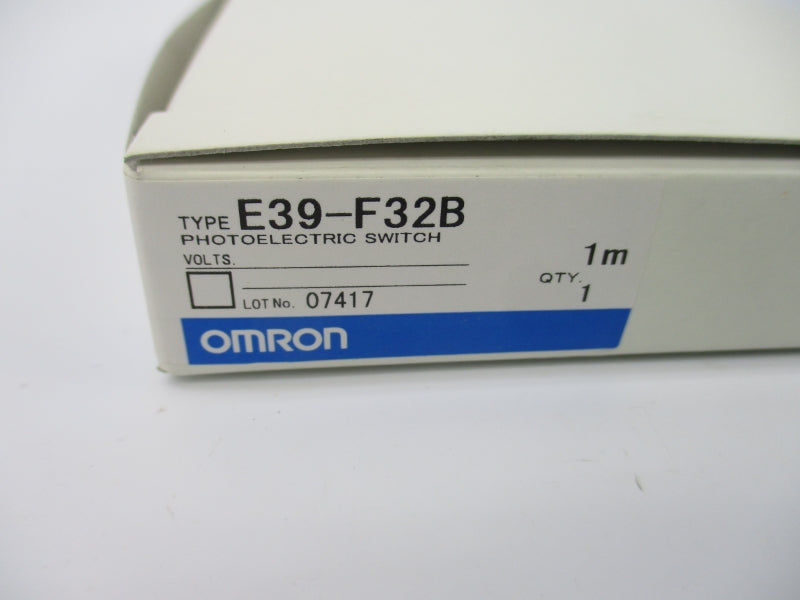 TYPE E39-F32B
PHOTOELECTRIC SWITCH
VOLTS.
1m
QTY.
1
LOT No. 07417
OMRON